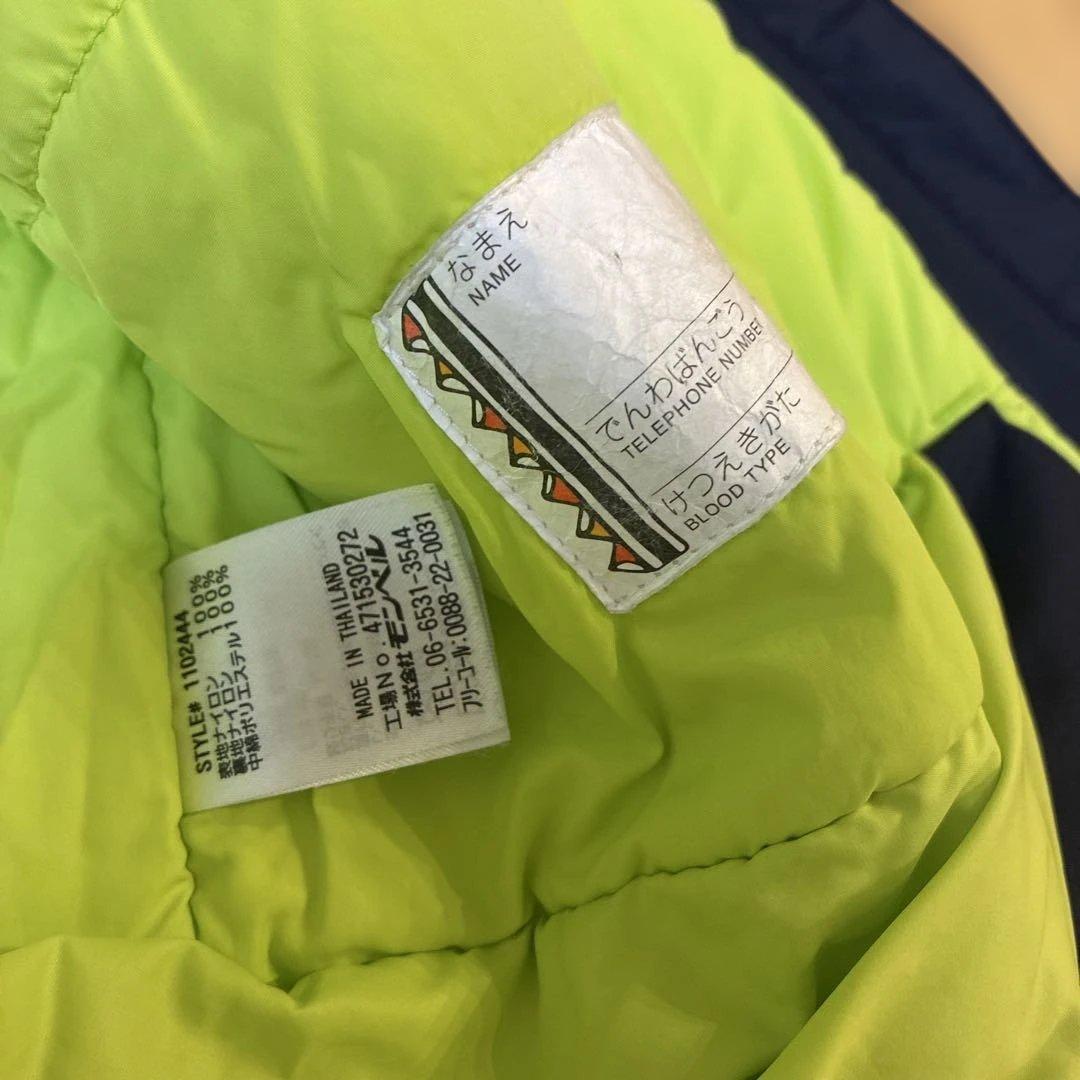 なまえ
NAME
でんわばんごう
TELEPHONE NUMBER
けつえきがた
BLOOD TYPE
STYLE# 1102444
表地ナイロン 100%
裏地ナイロン 100%
中綿ポリエステル100%
MADE IN THAILAND
工場No.471530272
株式会社モンベル
TEL.06-6531-3544
フリーコール:0088-22-0031